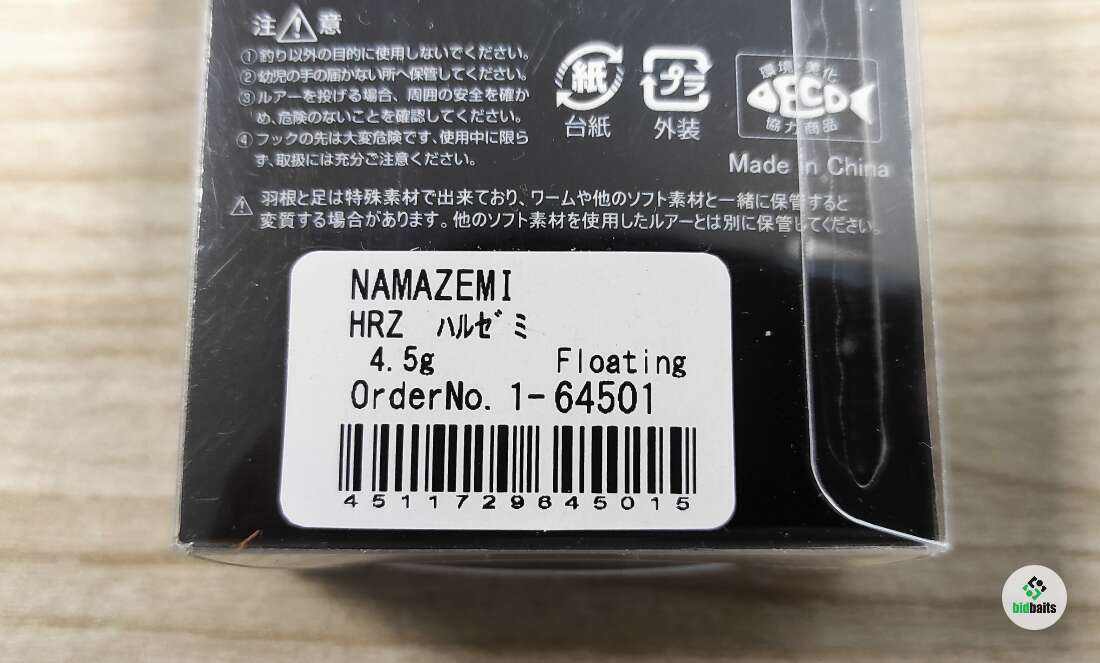 注⚠意
①釣り以外の目的に使用しないでください。
②幼児の手の届かない所へ保管してください。
③ルアーを投げる場合、周囲の安全を確か
め、危険のないことを確認してください。
④フックの先は大変危険です、使用中に限ら
ず、取扱には充分ご注意ください。
紙
台紙
プラ
外装
環境・美化
ECO
協力商品
Made in China
⚠羽根と足は特殊素材で出来ており、ワームや他のソフト素材と一緒に保管すると
変質する場合があります。他のソフト素材を使用したルアーとは別に保管してください。
NAMAZEMI
HRZ ﾊﾙｾﾞﾐ
4.5g Floating
OrderNo. 1-64501
4511729645015
bidbaits